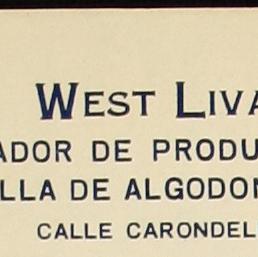 WEST LIVA
ADOR DE PRODU
LLA DE ALGODON
CALLE CARONDEL